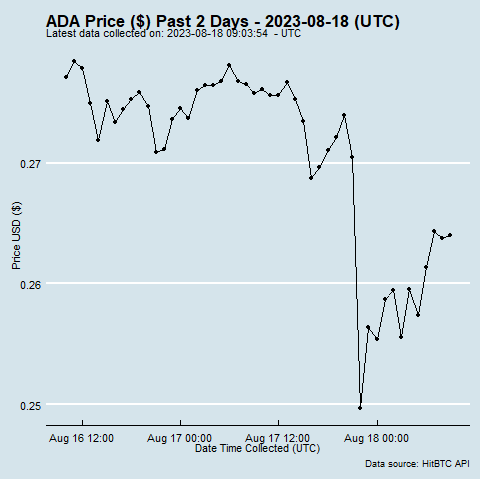 ADA Price ($) Past 2 Days - 2023-08-18 (UTC)
Latest data collected on: 2023-08-18 09:03:54  - UTC
Price USD ($)
0.27
0.26
0.25
Aug 16 12:00
Aug 17 00:00
Aug 17 12:00
Aug 18 00:00
Date Time Collected (UTC)
Data source: HitBTC API